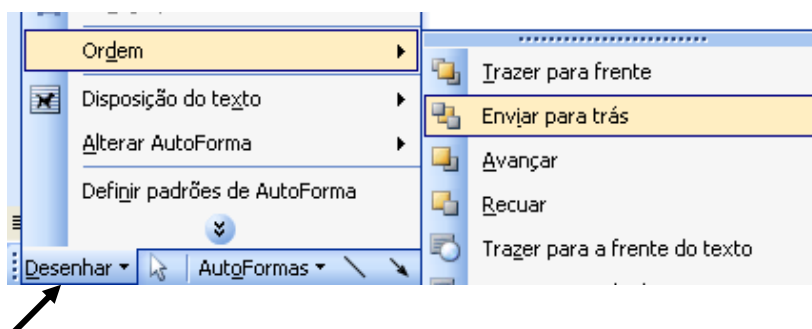 Ordem
Disposição do texto
Alterar AutoForma
Definir padrões de AutoForma
Desenhar
AutoFormas
Trazer para frente
Enviar para trás
Avançar
Recuar
Trazer para a frente do texto